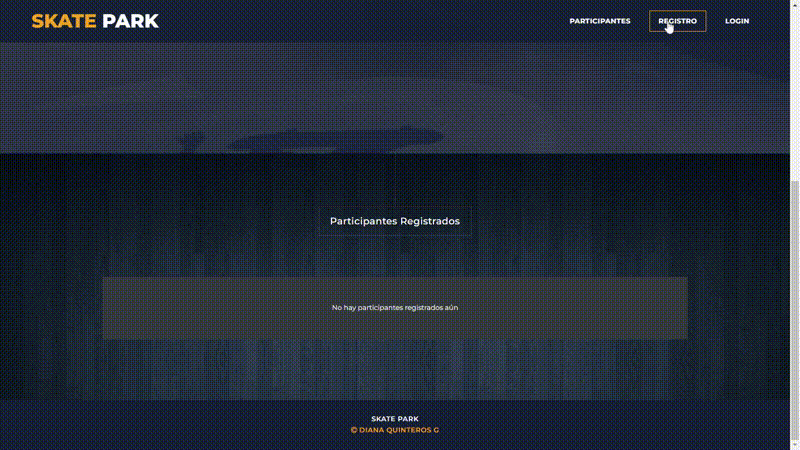 SKATE PARK
PARTICIPANTES
REGISTRO
LOGIN
Participantes Registrados
No hay participantes registrados aún
SKATE PARK
© DIANA QUINTEROS G